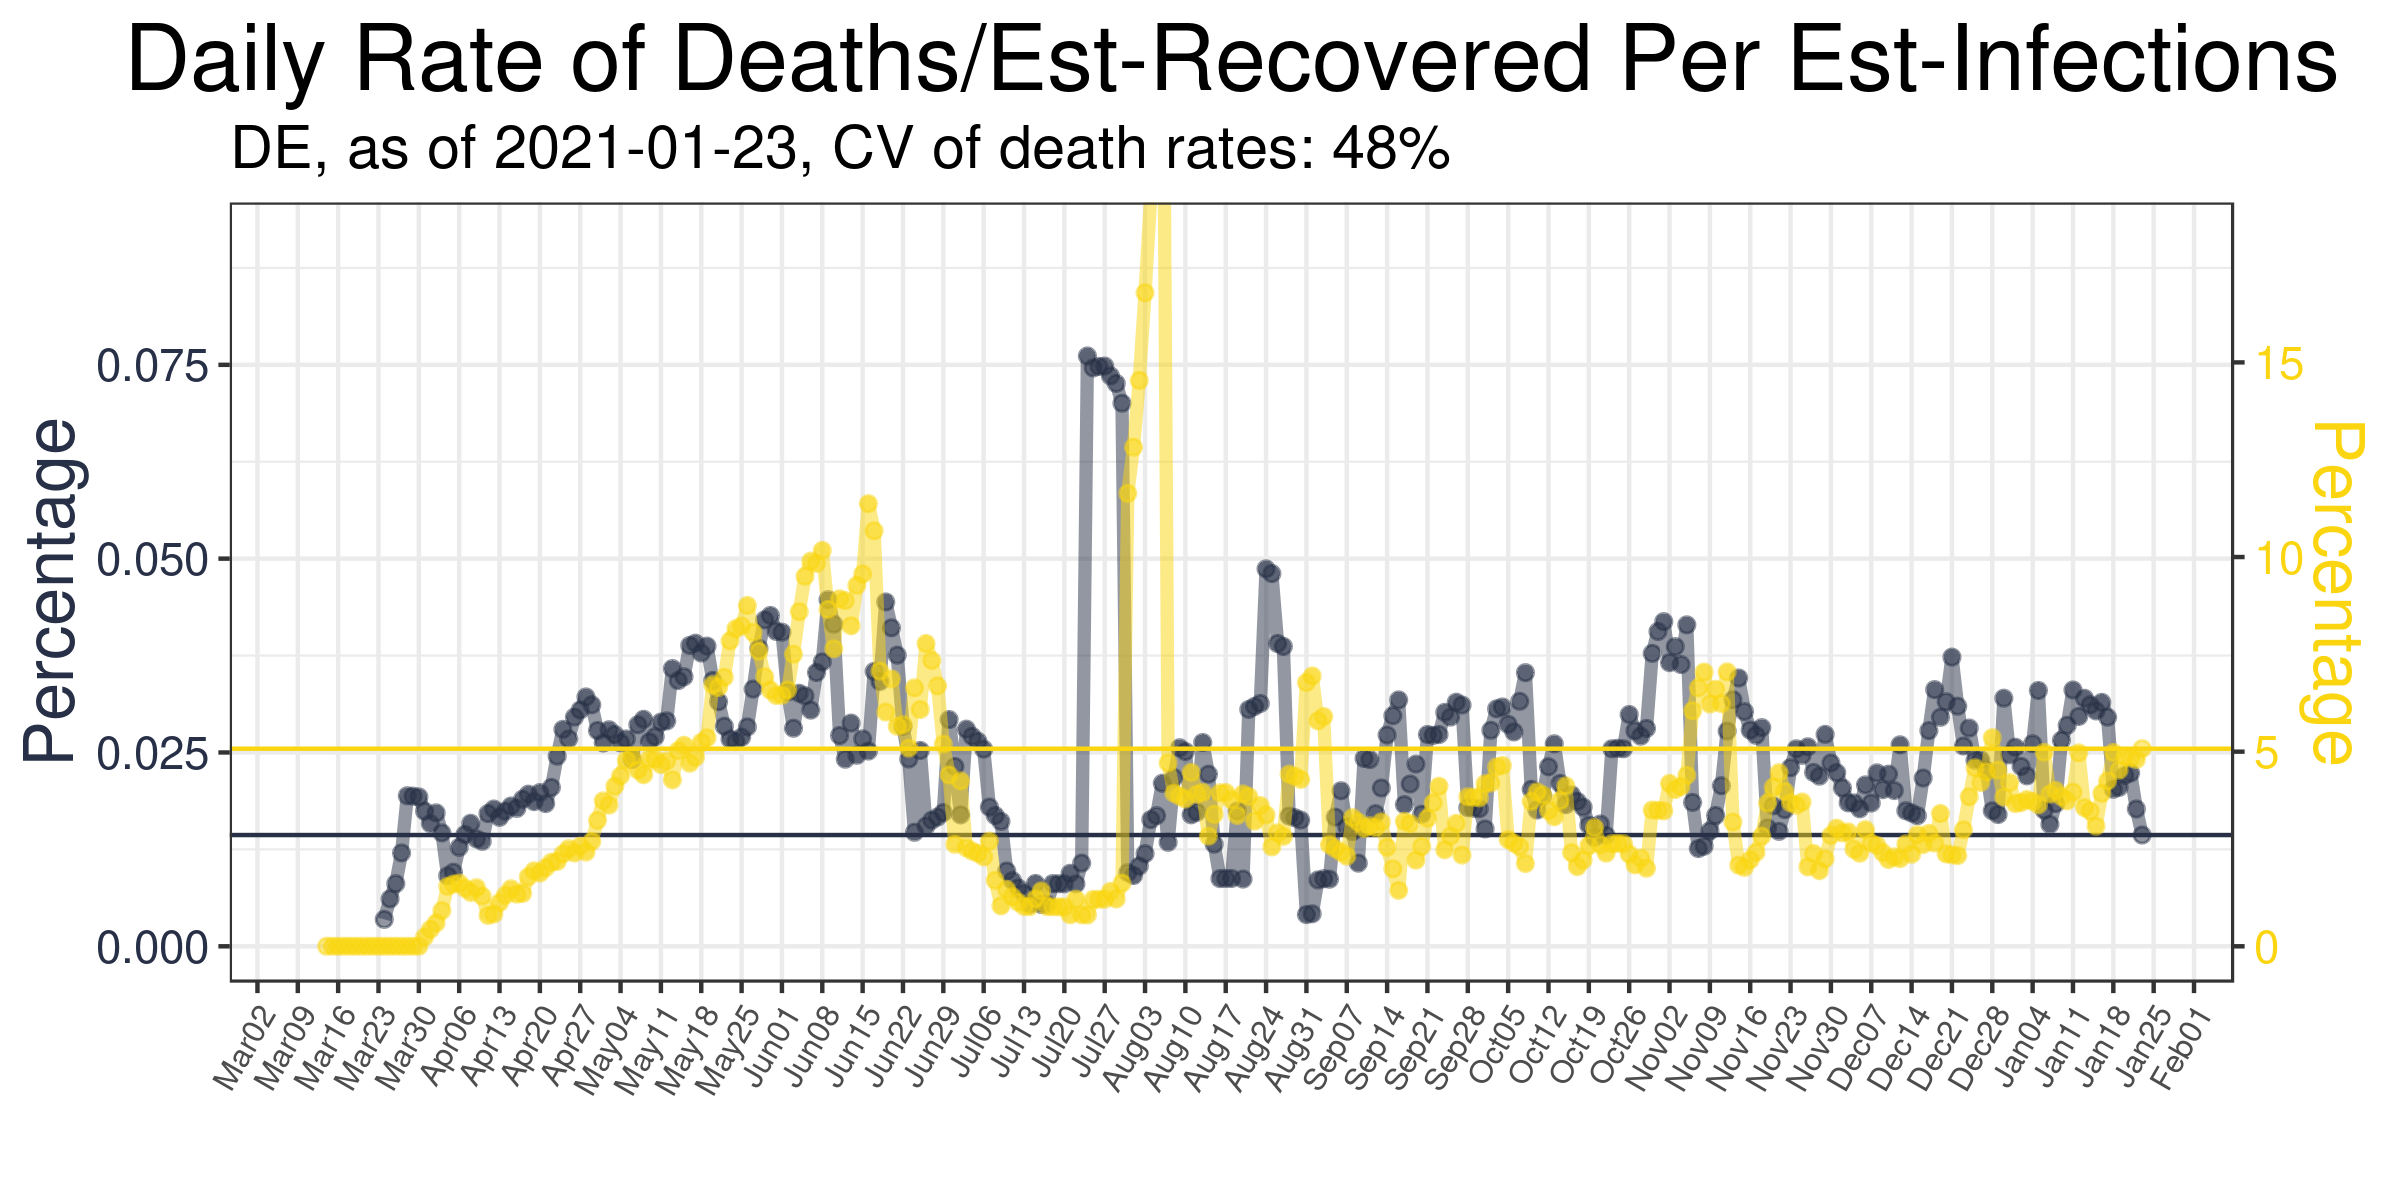 Daily Rate of Deaths/Est-Recovered Per Est-Infections
DE, as of 2021-01-23, CV of death rates: 48%
Percentage
0.075
0.050
0.025
0.000
15
10
5
0
Percentage
Mar02
Mar09
Mar16
Mar23
Mar30
Apr06
Apr13
Apr20
Apr27
May04
May11
May18
May25
Jun01
Jun08
Jun15
Jun22
Jun29
Jul06
Jul13
Jul20
Jul27
Aug03
Aug10
Aug17
Aug24
Aug31
Sep07
Sep14
Sep21
Sep28
Oct05
Oct12
Oct19
Oct26
Nov02
Nov09
Nov16
Nov23
Nov30
Dec07
Dec14
Dec21
Dec28
Jan04
Jan11
Jan18
Jan25
Feb01